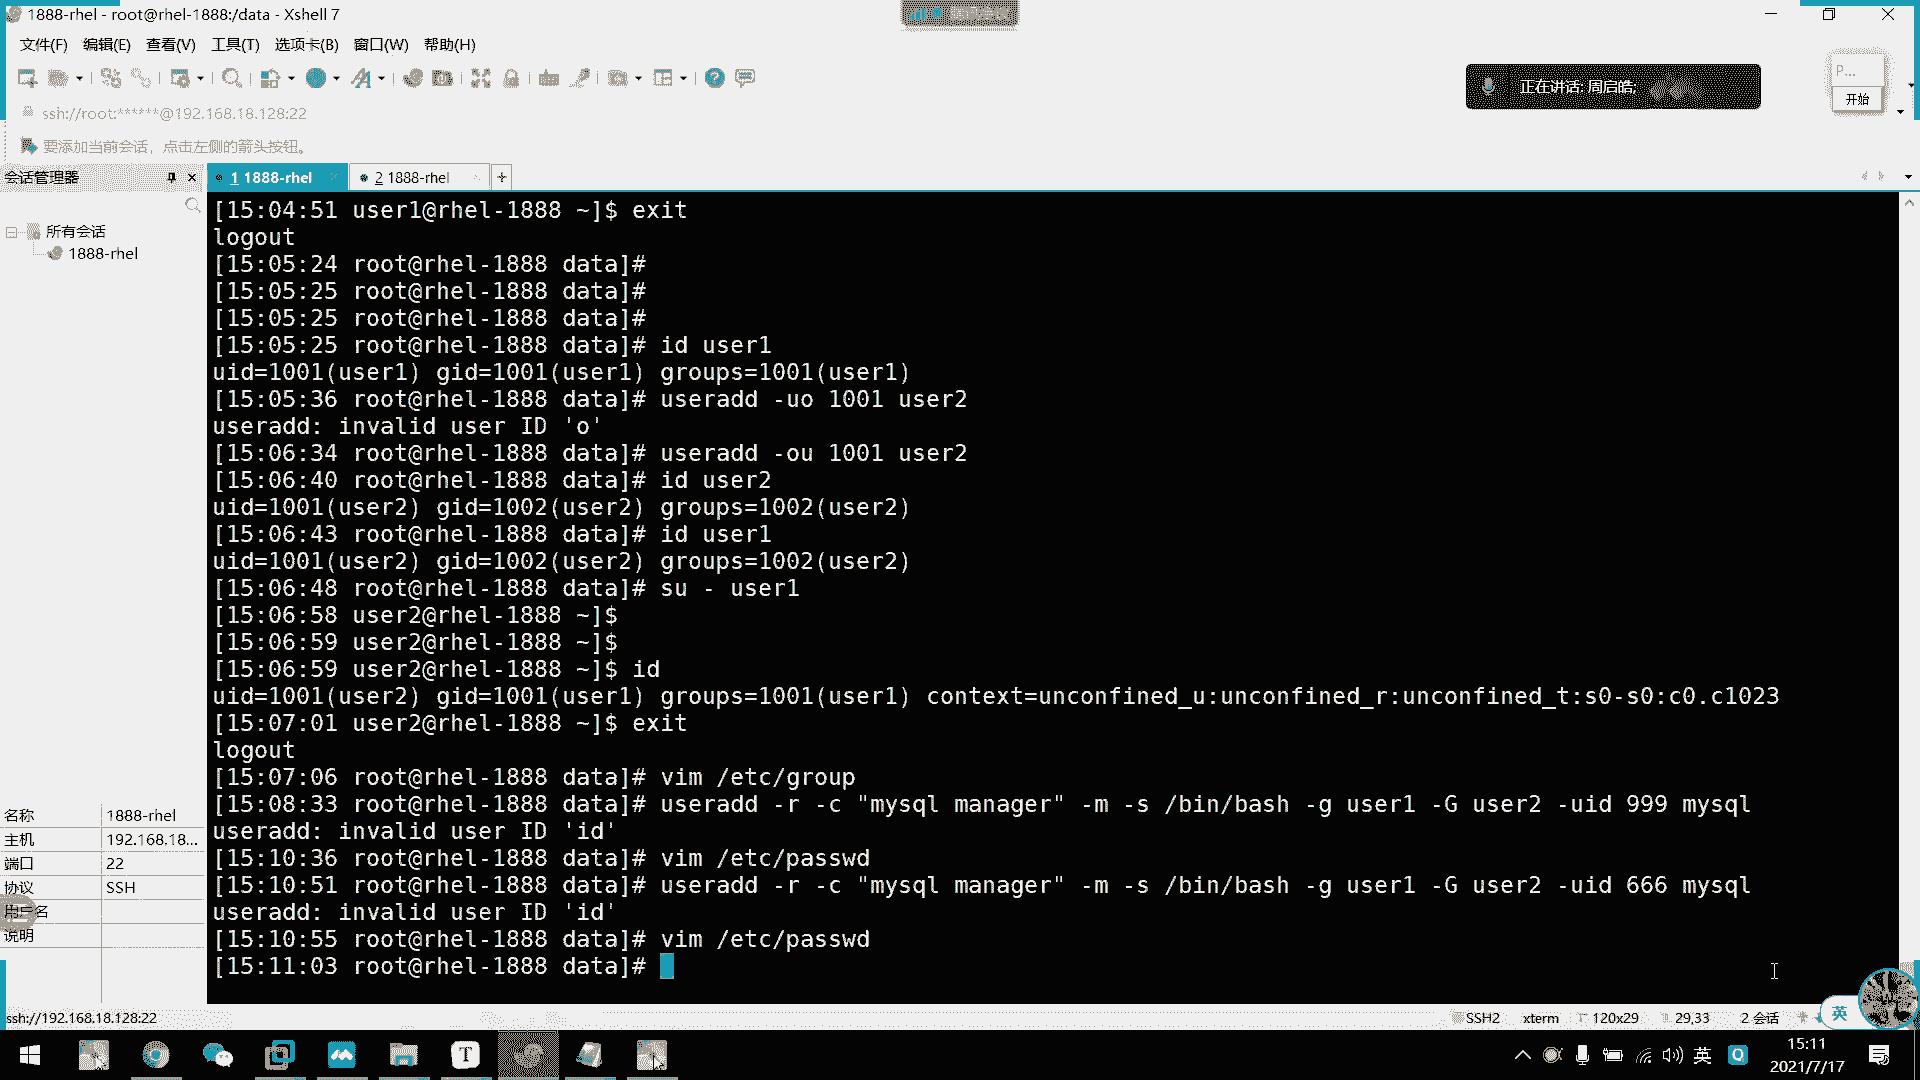 1888-rhel - root@rhel-1888:/data - Xshell 7
文件(F) 编辑(E) 查看(V) 工具(T) 选项卡(B) 窗口(W) 帮助(H)
ssh://root:******@192.168.18.128:22
要添加当前会话，点击左侧的箭头按钮。
正在讲话: 周启皓;
P...
开始
会话管理器
1 1888-rhel
2 1888-rhel
所有会话
1888-rhel
[15:04:51 user1@rhel-1888 ~]$ exit
logout
[15:05:24 root@rhel-1888 data]#
[15:05:25 root@rhel-1888 data]#
[15:05:25 root@rhel-1888 data]#
[15:05:25 root@rhel-1888 data]# id user1
uid=1001(user1) gid=1001(user1) groups=1001(user1)
[15:05:36 root@rhel-1888 data]# useradd -uo 1001 user2
useradd: invalid user ID 'o'
[15:06:34 root@rhel-1888 data]# useradd -ou 1001 user2
[15:06:40 root@rhel-1888 data]# id user2
uid=1001(user2) gid=1002(user2) groups=1002(user2)
[15:06:43 root@rhel-1888 data]# id user1
uid=1001(user2) gid=1002(user2) groups=1002(user2)
[15:06:48 root@rhel-1888 data]# su - user1
[15:06:58 user2@rhel-1888 ~]$
[15:06:59 user2@rhel-1888 ~]$
[15:06:59 user2@rhel-1888 ~]$ id
uid=1001(user2) gid=1001(user1) groups=1001(user1) context=unconfined_u:unconfined_r:unconfined_t:s0-s0:c0.c1023
[15:07:01 user2@rhel-1888 ~]$ exit
logout
[15:07:06 root@rhel-1888 data]# vim /etc/group
[15:08:33 root@rhel-1888 data]# useradd -r -c "mysql manager" -m -s /bin/bash -g user1 -G user2 -uid 999 mysql
useradd: invalid user ID 'id'
[15:10:36 root@rhel-1888 data]# vim /etc/passwd
[15:10:51 root@rhel-1888 data]# useradd -r -c "mysql manager" -m -s /bin/bash -g user1 -G user2 -uid 666 mysql
useradd: invalid user ID 'id'
[15:10:55 root@rhel-1888 data]# vim /etc/passwd
[15:11:03 root@rhel-1888 data]#
名称 1888-rhel
主机 192.168.18...
端口 22
协议 SSH
用户名
说明
ssh://192.168.18.128:22
SSH2 xterm 120x29 29,33 2 会话
英
T
英
15:11
2021/7/17